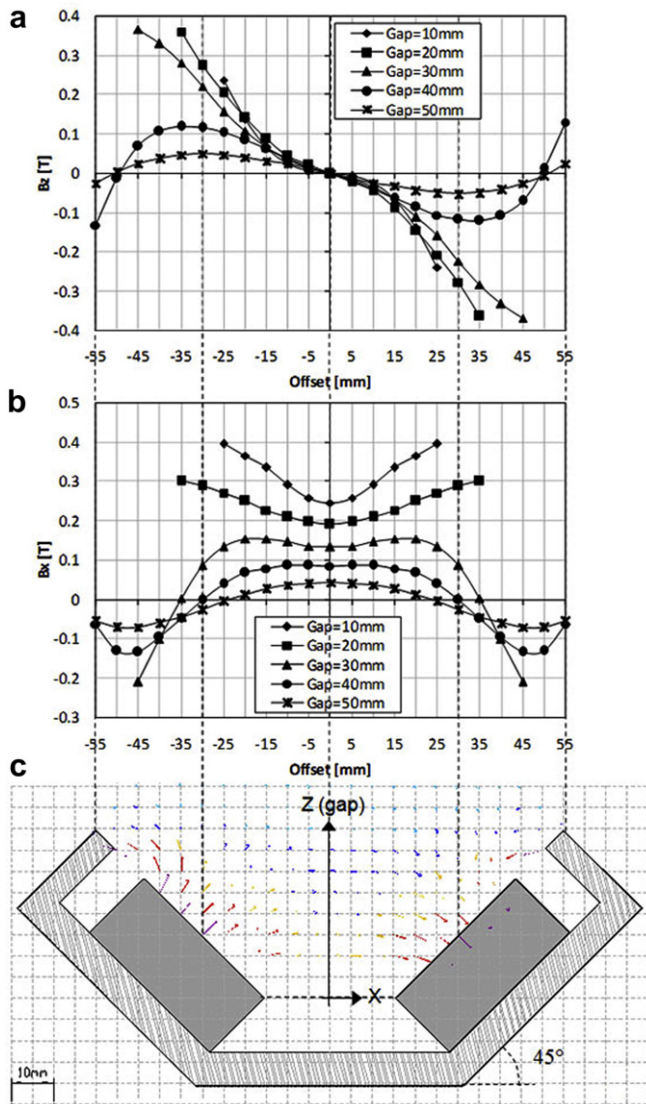 a
0.4
0.3
0.2
0.1
0
-0.1
-0.2
-0.3
-0.4
Bz [T]
Gap=10mm
Gap=20mm
Gap=30mm
Gap=40mm
Gap=50mm
-55 -45 -35 -25 -15 -5 5 15 25 35 45 55
Offset [mm]
b
0.5
0.4
0.3
0.2
0.1
0
-0.1
-0.2
-0.3
Bx [T]
Gap=10mm
Gap=20mm
Gap=30mm
Gap=40mm
Gap=50mm
-55 -45 -35 -25 -15 -5 5 15 25 35 45 55
Offset [mm]
c
Z (gap)
X
45°
10mm